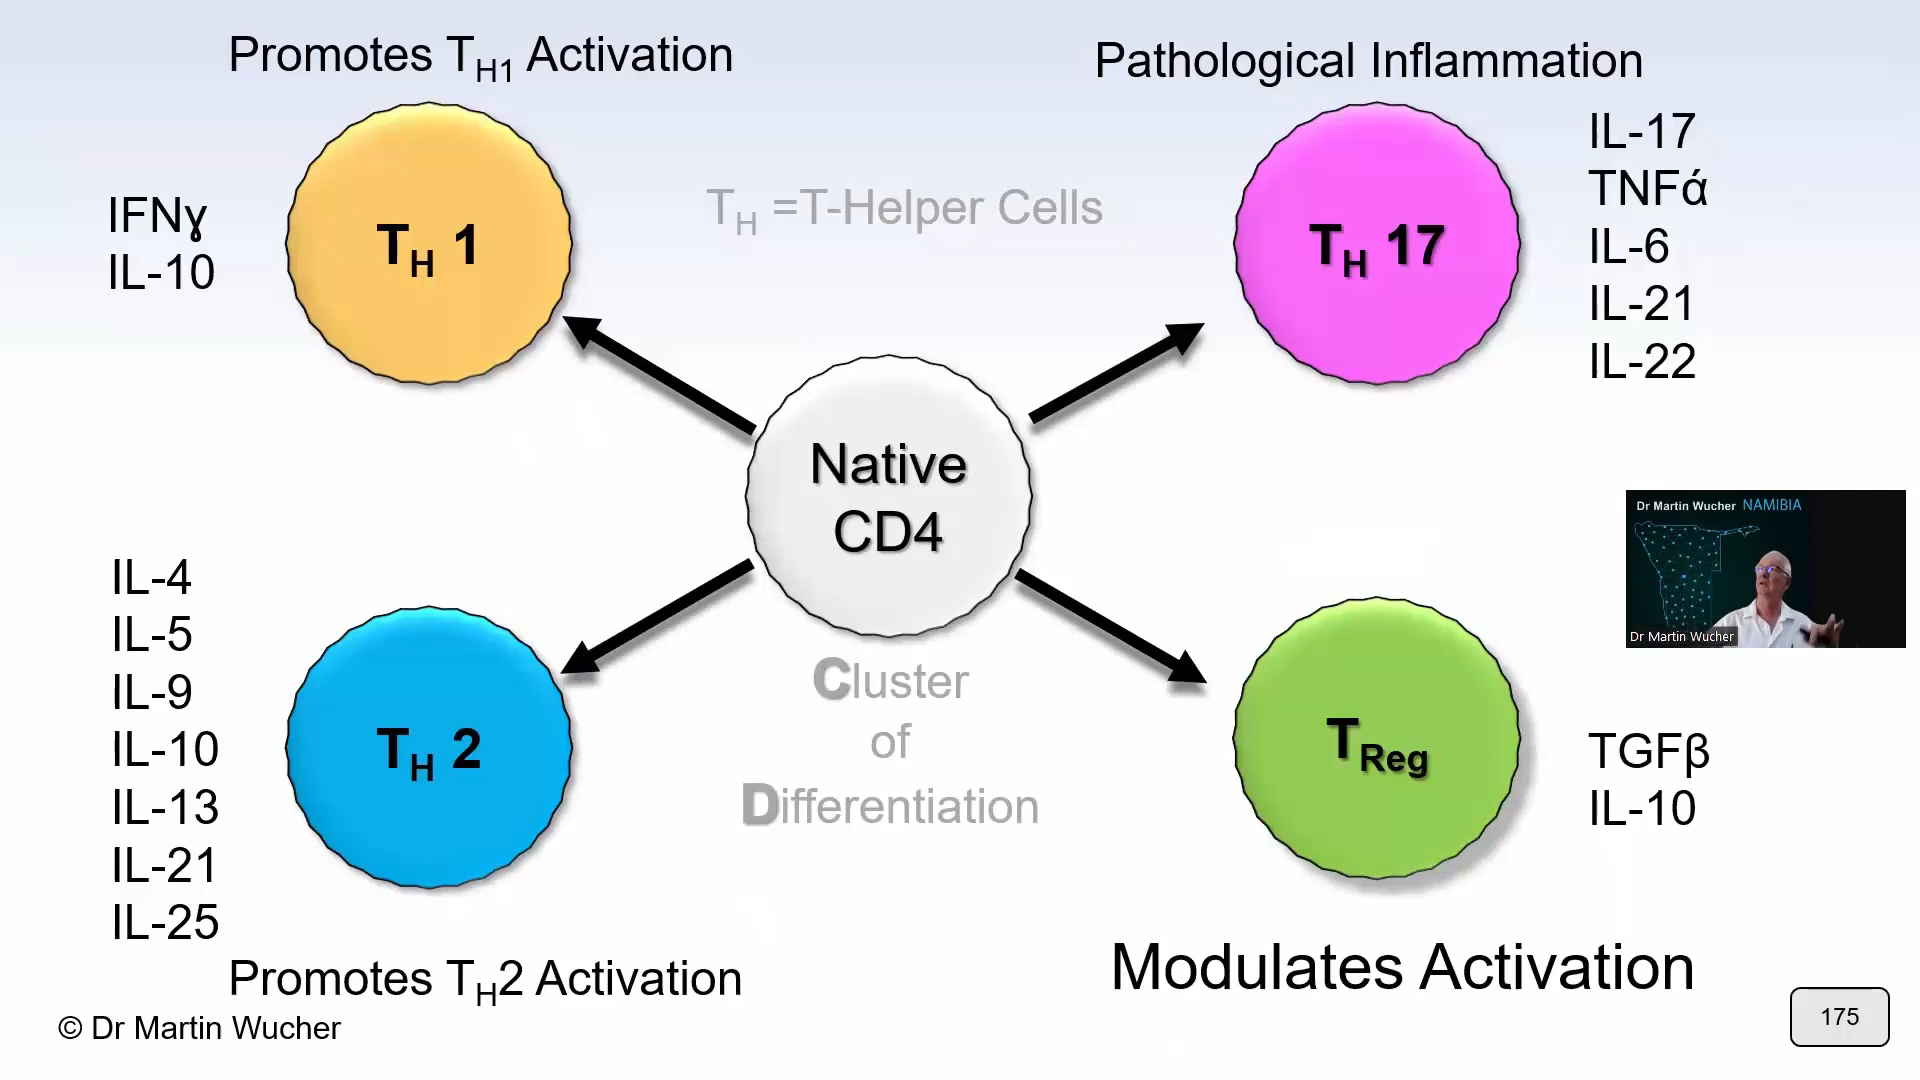 Promotes TH1 Activation
Pathological Inflammation
IFNγ
IL-10
TH 1
TH =T-Helper Cells
TH 17
IL-17
TNFά
IL-6
IL-21
IL-22
Native
CD4
Cluster
of
Differentiation
IL-4
IL-5
IL-9
IL-10
IL-13
IL-21
IL-25
TH 2
TReg
TGFβ
IL-10
Dr Martin Wucher NAMIBIA
Dr Martin Wucher
Promotes TH2 Activation
Modulates Activation
© Dr Martin Wucher
175